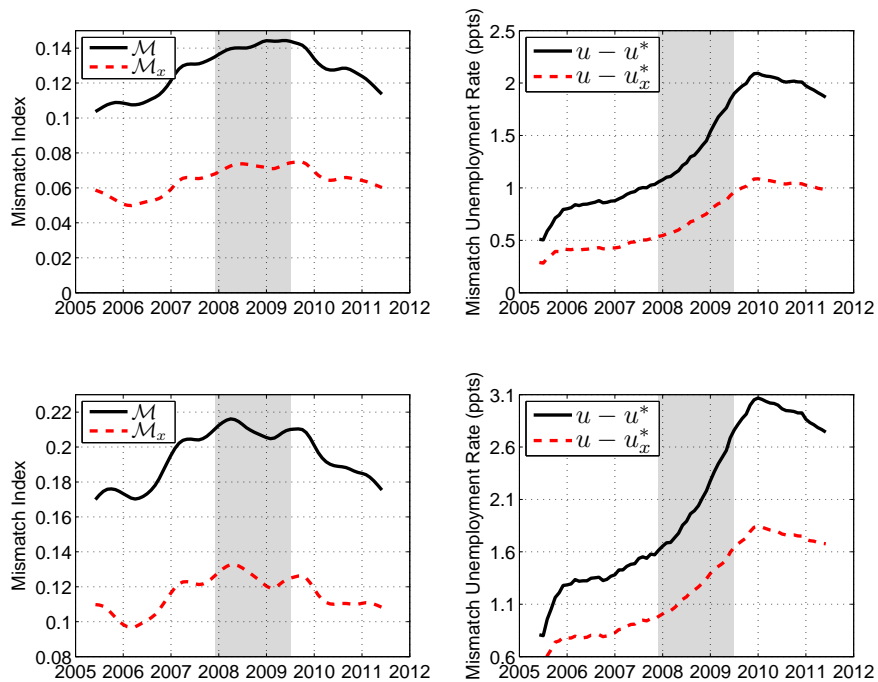 Mismatch Index
0.14
0.12
0.1
0.08
0.06
0.04
0.02
0
ℳ
ℳₓ
2005 2006 2007 2008 2009 2010 2011 2012
Mismatch Unemployment Rate (ppts)
2.5
2
1.5
1
0.5
0
u − u*
u − u*ₓ
2005 2006 2007 2008 2009 2010 2011 2012
Mismatch Index
0.22
0.2
0.18
0.16
0.14
0.12
0.1
0.08
ℳ
ℳₓ
2005 2006 2007 2008 2009 2010 2011 2012
Mismatch Unemployment Rate (ppts)
3.1
2.6
2.1
1.6
1.1
0.6
u − u*
u − u*ₓ
2005 2006 2007 2008 2009 2010 2011 2012